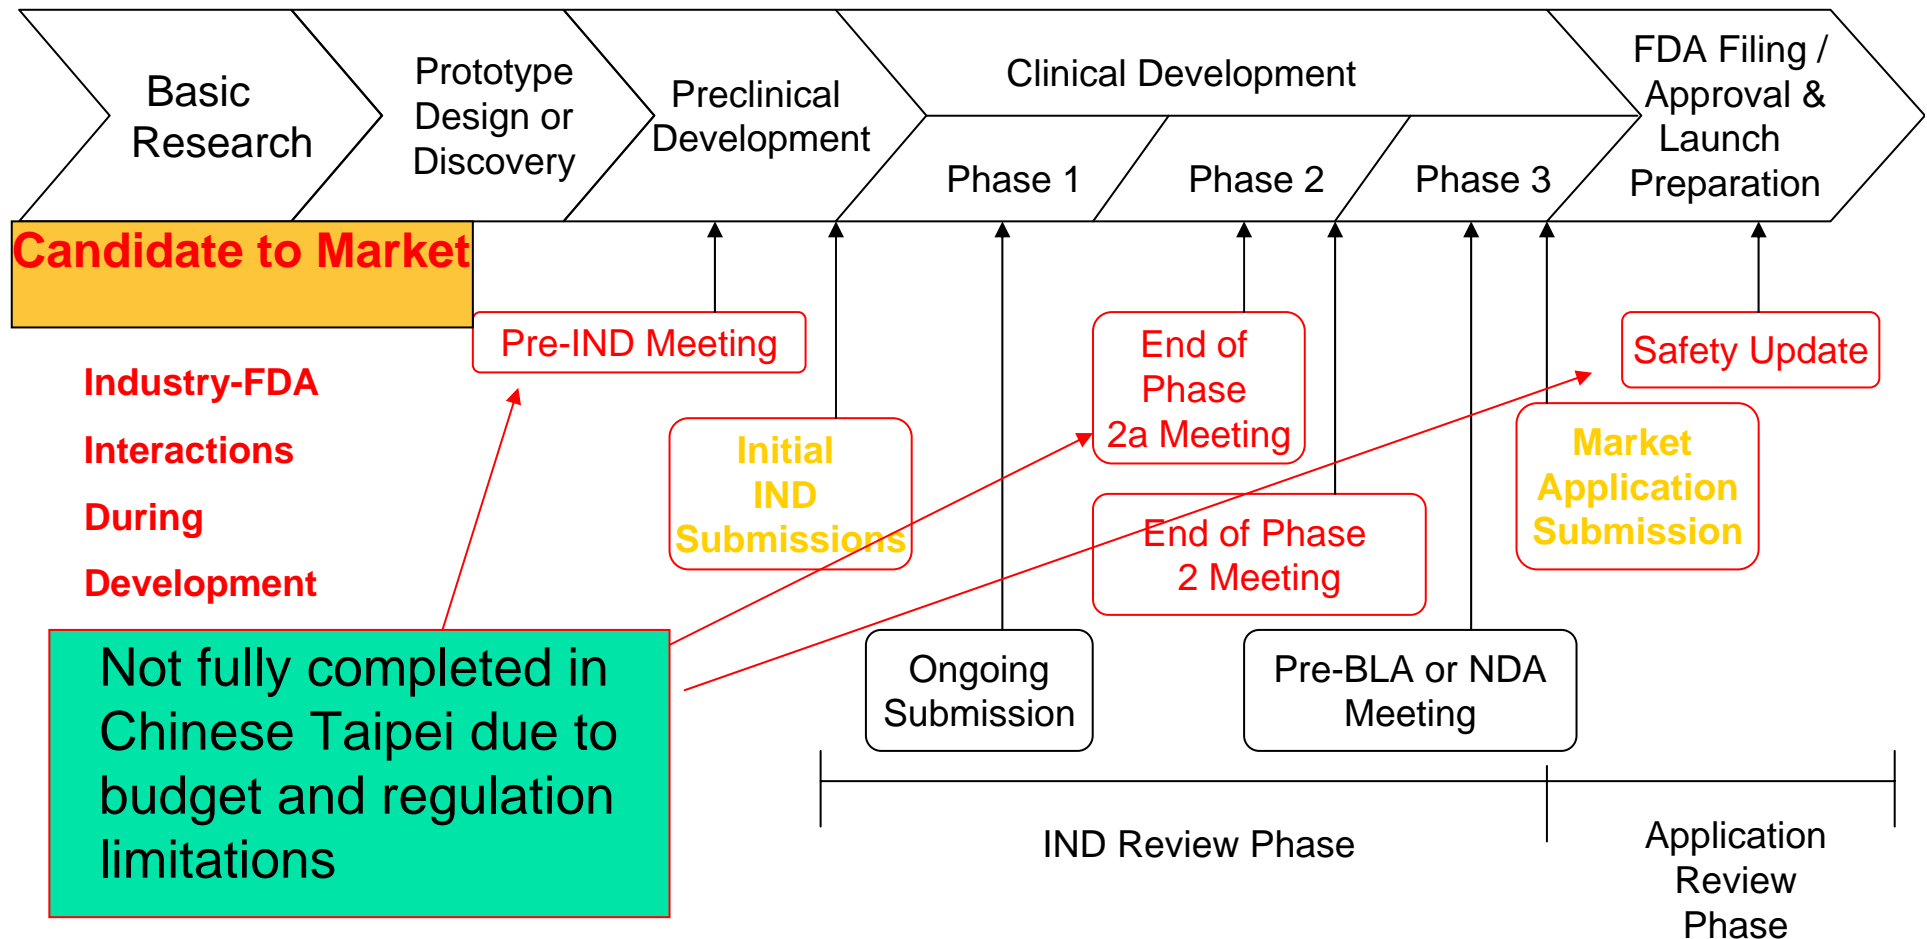 Basic
Research
Prototype
Design or
Discovery
Preclinical
Development
Clinical Development
Phase 1
Phase 2
Phase 3
FDA Filing /
Approval &
Launch
Preparation
Candidate to Market
Pre-IND Meeting
End of
Phase
2a Meeting
Safety Update
Industry-FDA
Interactions
During
Development
Initial
IND
Submissions
Market
Application
Submission
End of Phase
2 Meeting
Not fully completed in
Chinese Taipei due to
budget and regulation
limitations
Ongoing
Submission
Pre-BLA or NDA
Meeting
IND Review Phase
Application
Review
Phase